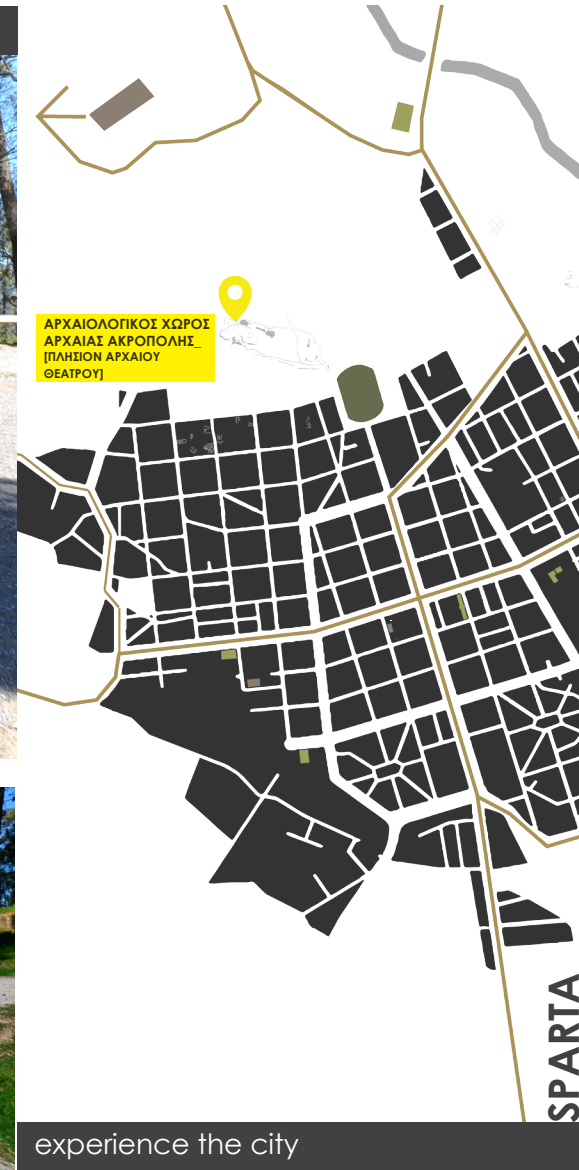 ΑΡΧΑΙΟΛΟΓΙΚΟΣ ΧΩΡΟΣ
ΑΡΧΑΙΑΣ ΑΚΡΟΠΟΛΗΣ_
[ΠΛΗΣΙΟΝ ΑΡΧΑΙΟΥ
ΘΕΑΤΡΟΥ]
SPARTA
experience the city